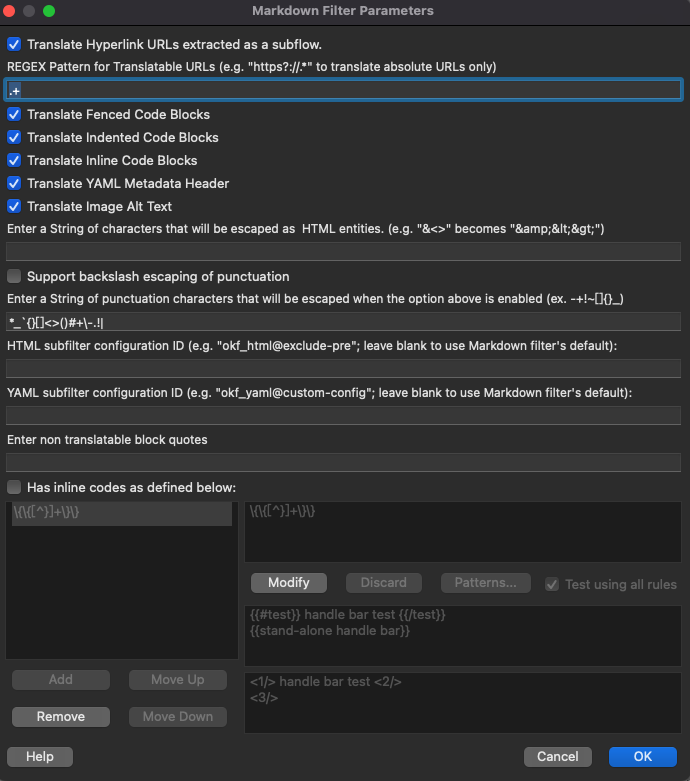 Markdown Filter Parameters
Translate Hyperlink URLs extracted as a subflow.
REGEX Pattern for Translatable URLs (e.g. "https?://.*" to translate absolute URLs only)
.+
Translate Fenced Code Blocks
Translate Indented Code Blocks
Translate Inline Code Blocks
Translate YAML Metadata Header
Translate Image Alt Text
Enter a String of characters that will be escaped as  HTML entities. (e.g. "&<>" becomes "&amp;&lt;&gt;")
Support backslash escaping of punctuation
Enter a String of punctuation characters that will be escaped when the option above is enabled (ex. -+!~[]{}_)
*_`{}[]<>()#+\-.!|
HTML subfilter configuration ID (e.g. "okf_html@exclude-pre"; leave blank to use Markdown filter's default):
YAML subfilter configuration ID (e.g. "okf_yaml@custom-config"; leave blank to use Markdown filter's default):
Enter non translatable block quotes
Has inline codes as defined below:
\{\{[^}]+\}\}
\{\{[^}]+\}\}
Modify
Discard
Patterns...
Test using all rules
{{#test}} handle bar test {{/test}}
{{stand-alone handle bar}}
Add
Move Up
<1/> handle bar test <2/>
<3/>
Remove
Move Down
Help
Cancel
OK